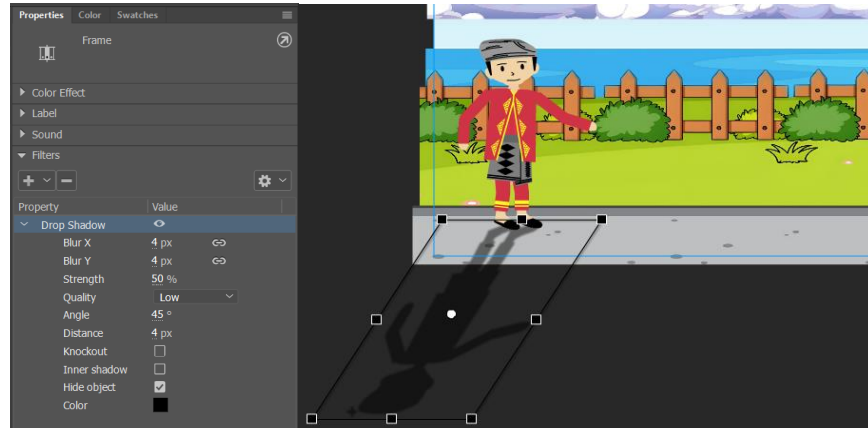 Properties Color Swatches
Frame
Color Effect
Label
Sound
Filters
Property Value
Drop Shadow
Blur X 4 px
Blur Y 4 px
Strength 50 %
Quality Low
Angle 45 °
Distance 4 px
Knockout
Inner shadow
Hide object
Color